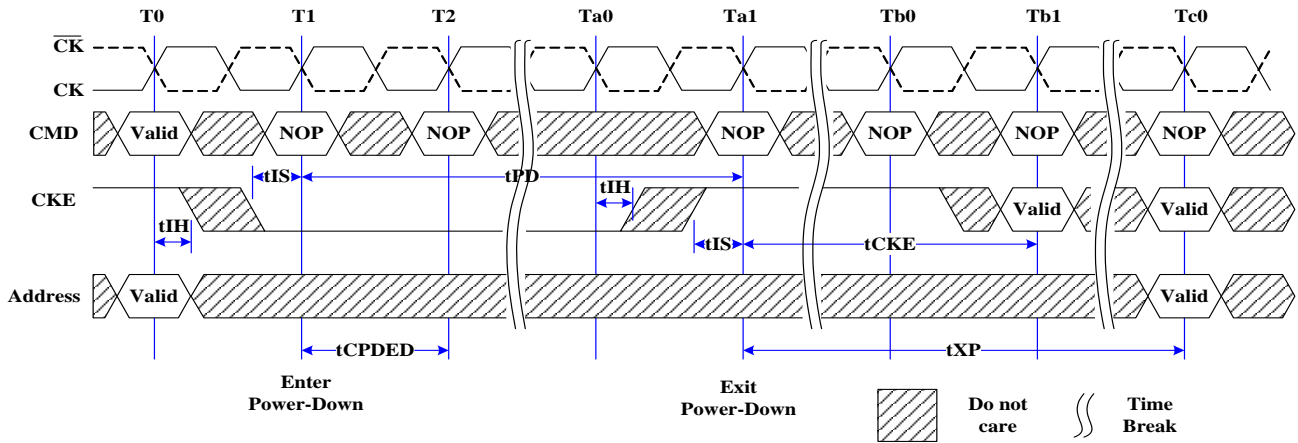 T0 T1 T2 Ta0 Ta1 Tb0 Tb1 Tc0
CK
CK
CMD Valid NOP NOP NOP NOP NOP NOP
tIS tPD tIH
CKE Valid Valid
tIH tIS tCKE
Address Valid Valid
tCPDED tXP
Enter
Power-Down
Exit
Power-Down
Do not
care
Time
Break